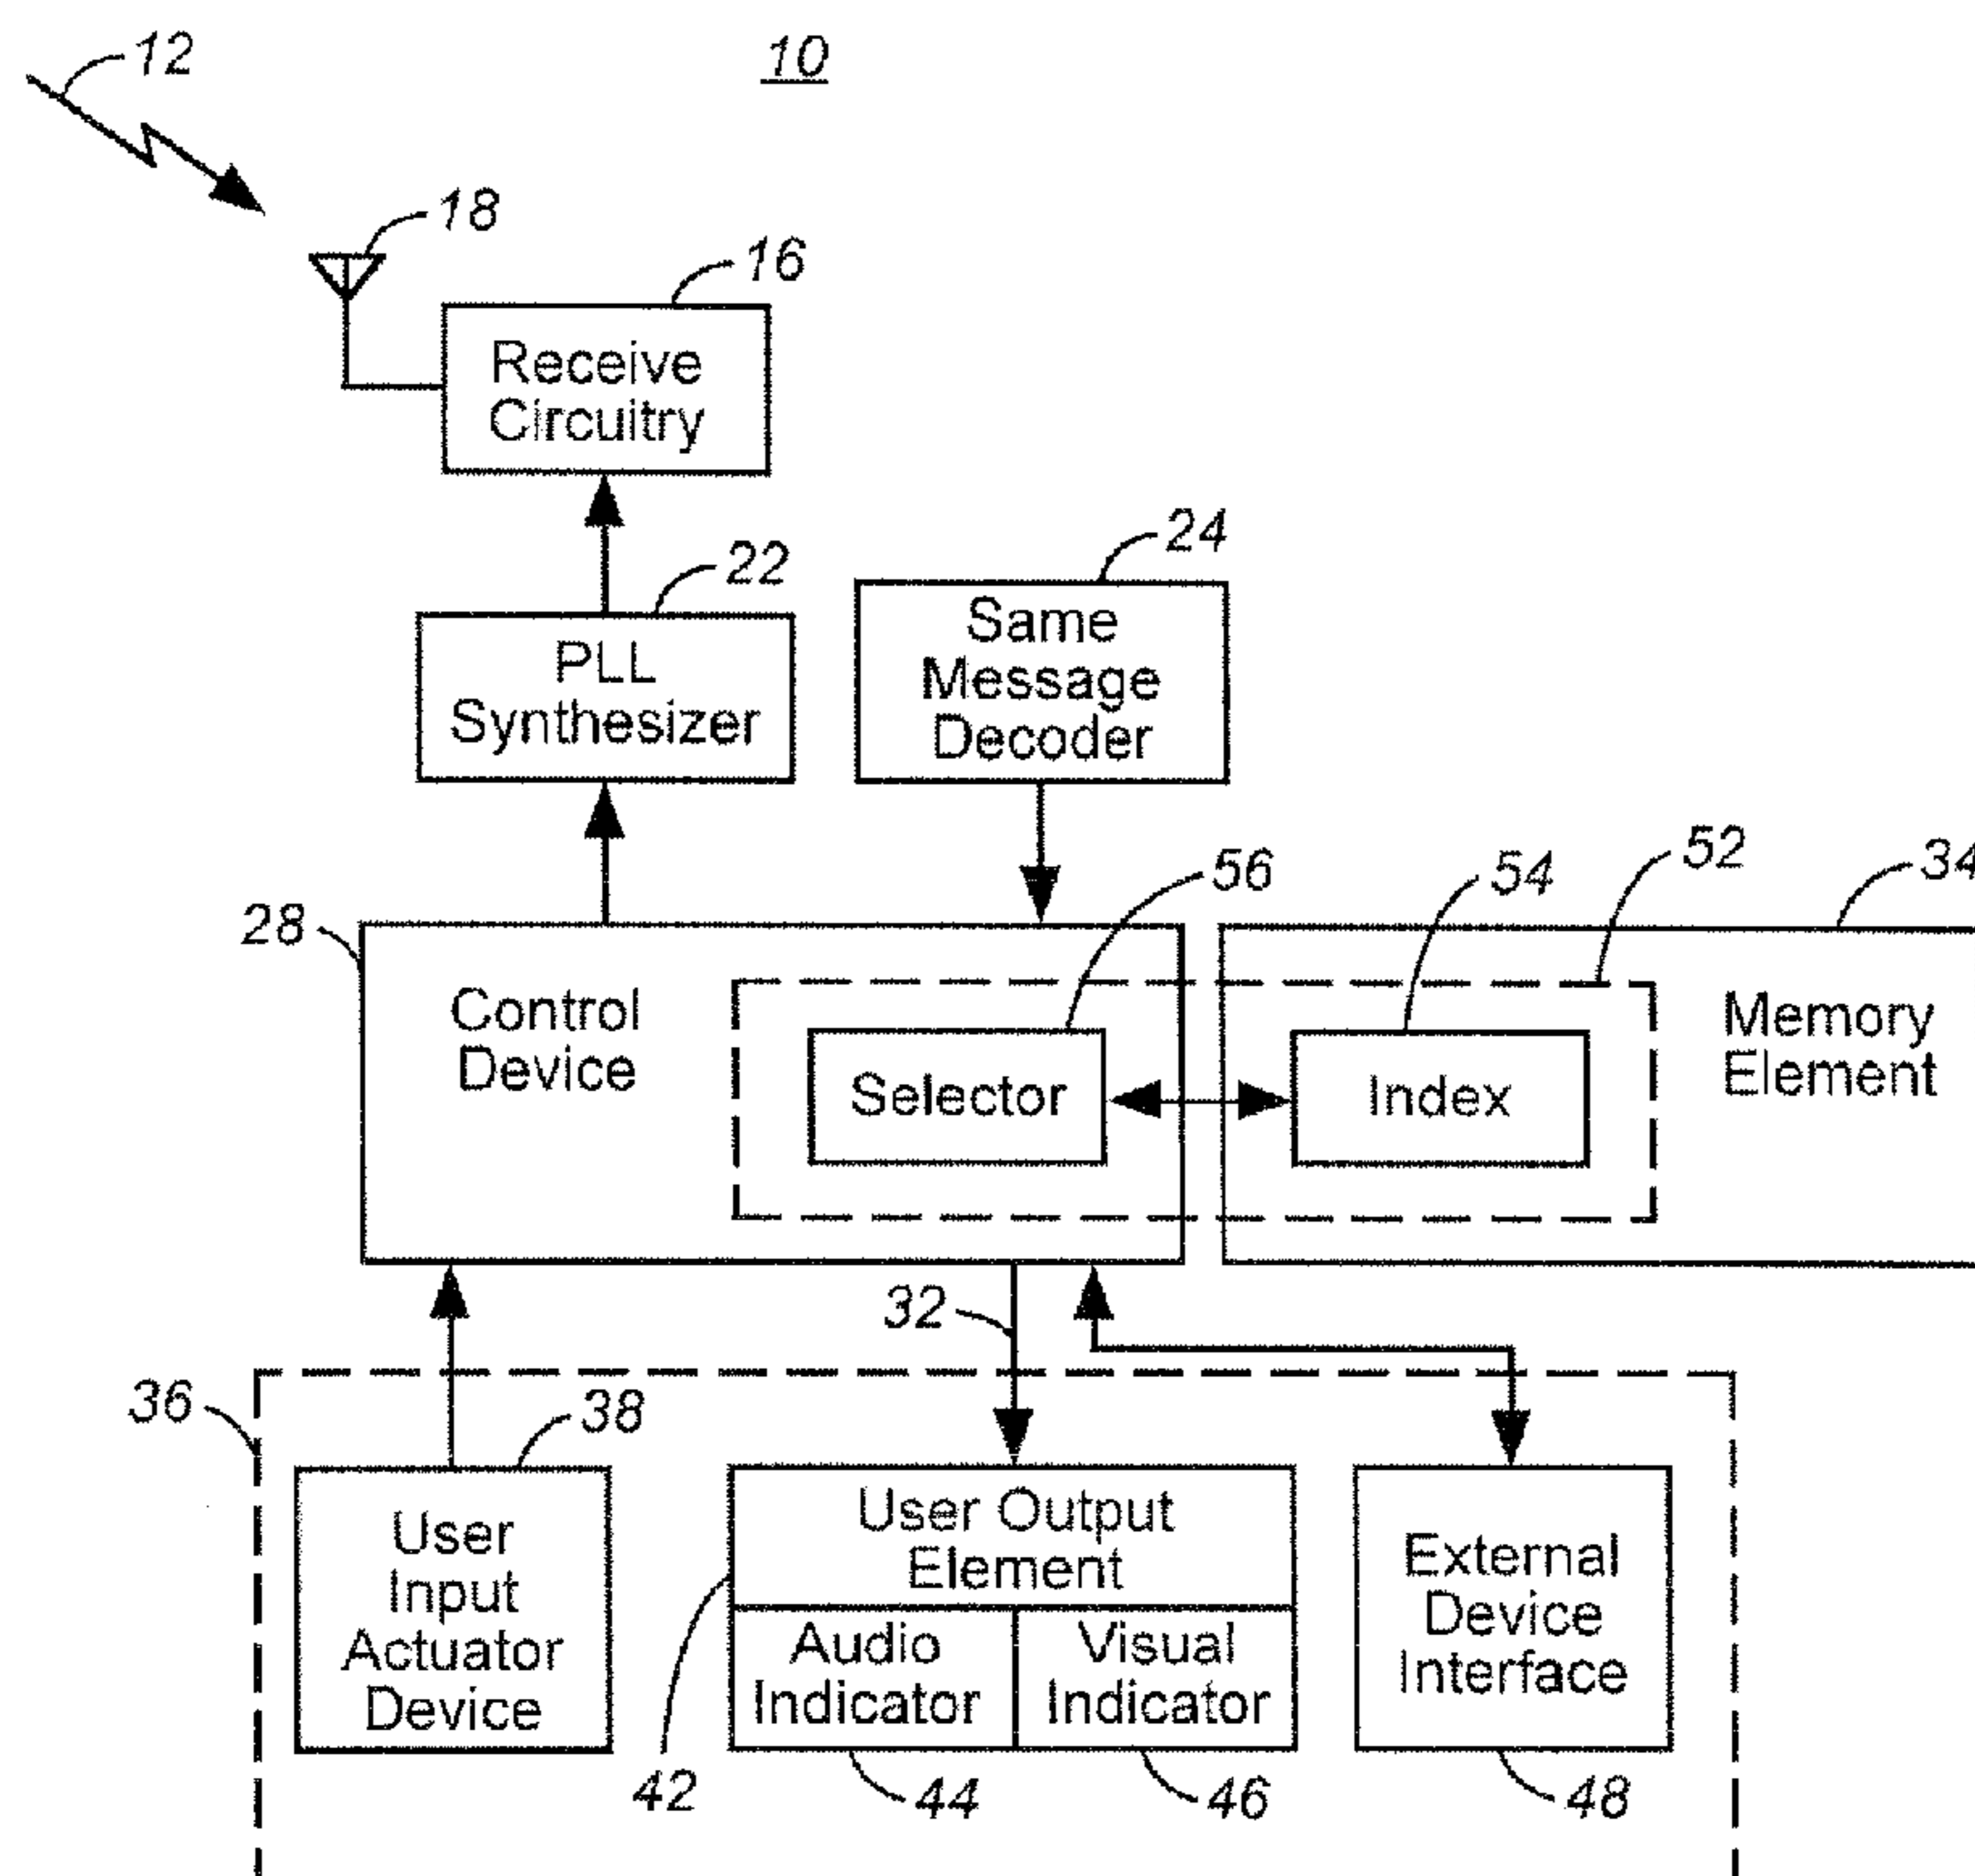 12
10
18
16
Receive
Circuitry
22
24
PLL
Synthesizer
Same
Message
Decoder
28
56
54
52
34
Control
Device
Selector
Index
Memory
Element
32
36
38
User
Input
Actuator
Device
User Output
Element
Audio
Indicator
Visual
Indicator
External
Device
Interface
42
44
46
48